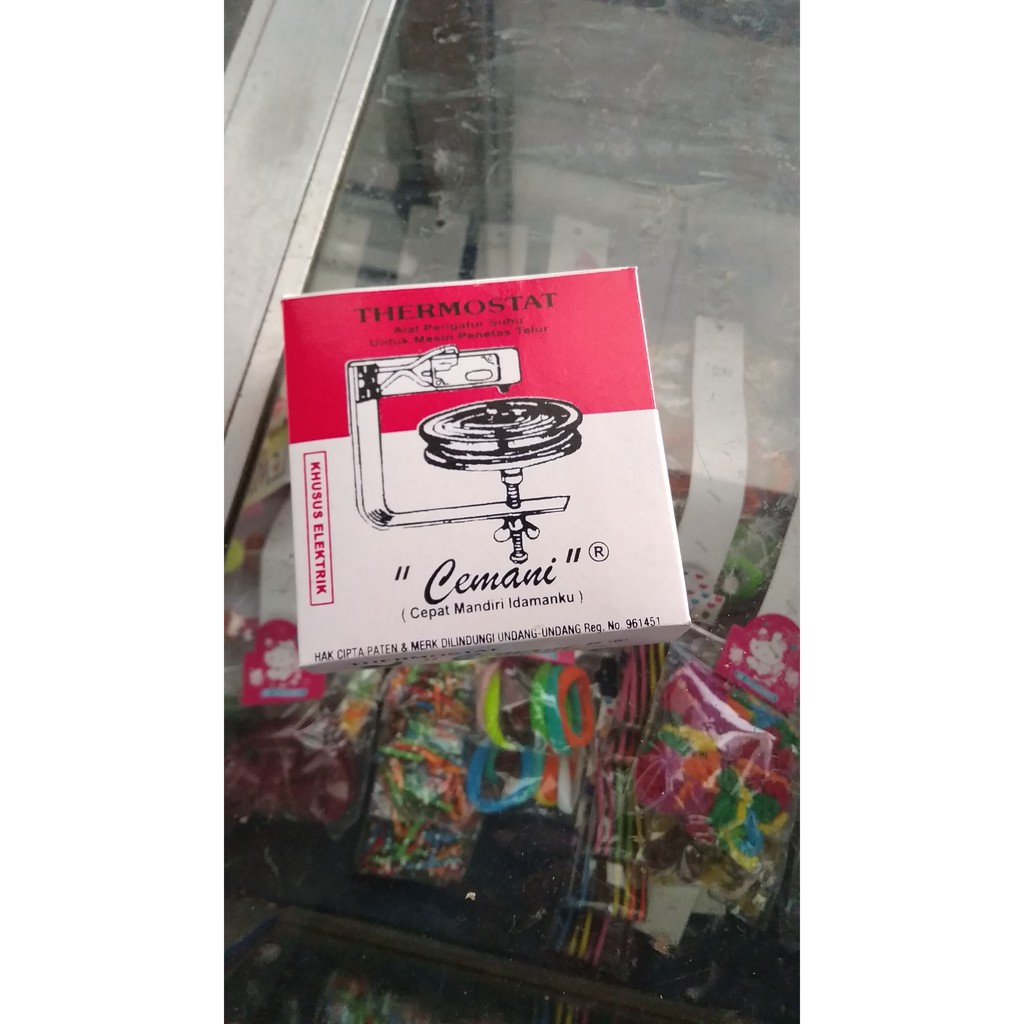 THERMOSTAT
Alat Pengatur Suhu
Untuk Mesin Penetas Telur
KHUSUS ELEKTRIK
" Cemani " ®
( Cepat Mandiri Idamanku )
HAK CIPTA PATEN & MERK DILINDUNGI UNDANG-UNDANG Reg. No. 961451
THERMOSTAT